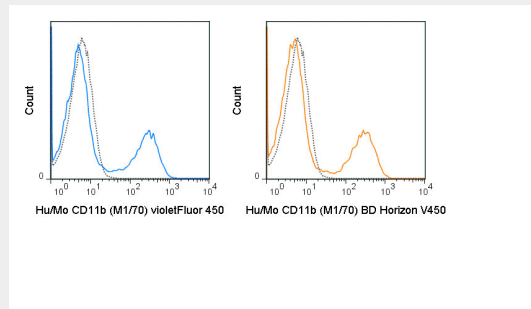 Count
0
10^0 10^1 10^2 10^3 10^4
Hu/Mo CD11b (M1/70) violetFluor 450
Count
0
10^0 10^1 10^2 10^3 10^4
Hu/Mo CD11b (M1/70) BD Horizon V450